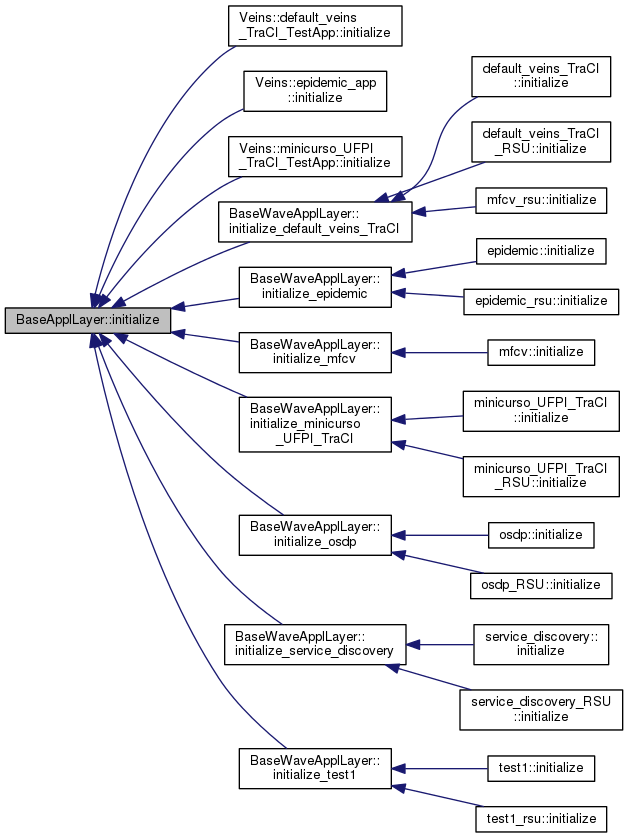 BaseApplLayer::initialize
Veins::default_veins
_TraCI_TestApp::initialize
Veins::epidemic_app
::initialize
Veins::minicurso_UFPI
_TraCI_TestApp::initialize
BaseWaveApplLayer::
initialize_default_veins_TraCI
default_veins_TraCI
::initialize
default_veins_TraCI
_RSU::initialize
mfcv_rsu::initialize
BaseWaveApplLayer::
initialize_epidemic
epidemic::initialize
epidemic_rsu::initialize
BaseWaveApplLayer::
initialize_mfcv
mfcv::initialize
BaseWaveApplLayer::
initialize_minicurso
_UFPI_TraCI
minicurso_UFPI_TraCI
::initialize
minicurso_UFPI_TraCI
_RSU::initialize
BaseWaveApplLayer::
initialize_osdp
osdp::initialize
osdp_RSU::initialize
BaseWaveApplLayer::
initialize_service_discovery
service_discovery::
initialize
service_discovery_RSU
::initialize
BaseWaveApplLayer::
initialize_test1
test1::initialize
test1_rsu::initialize